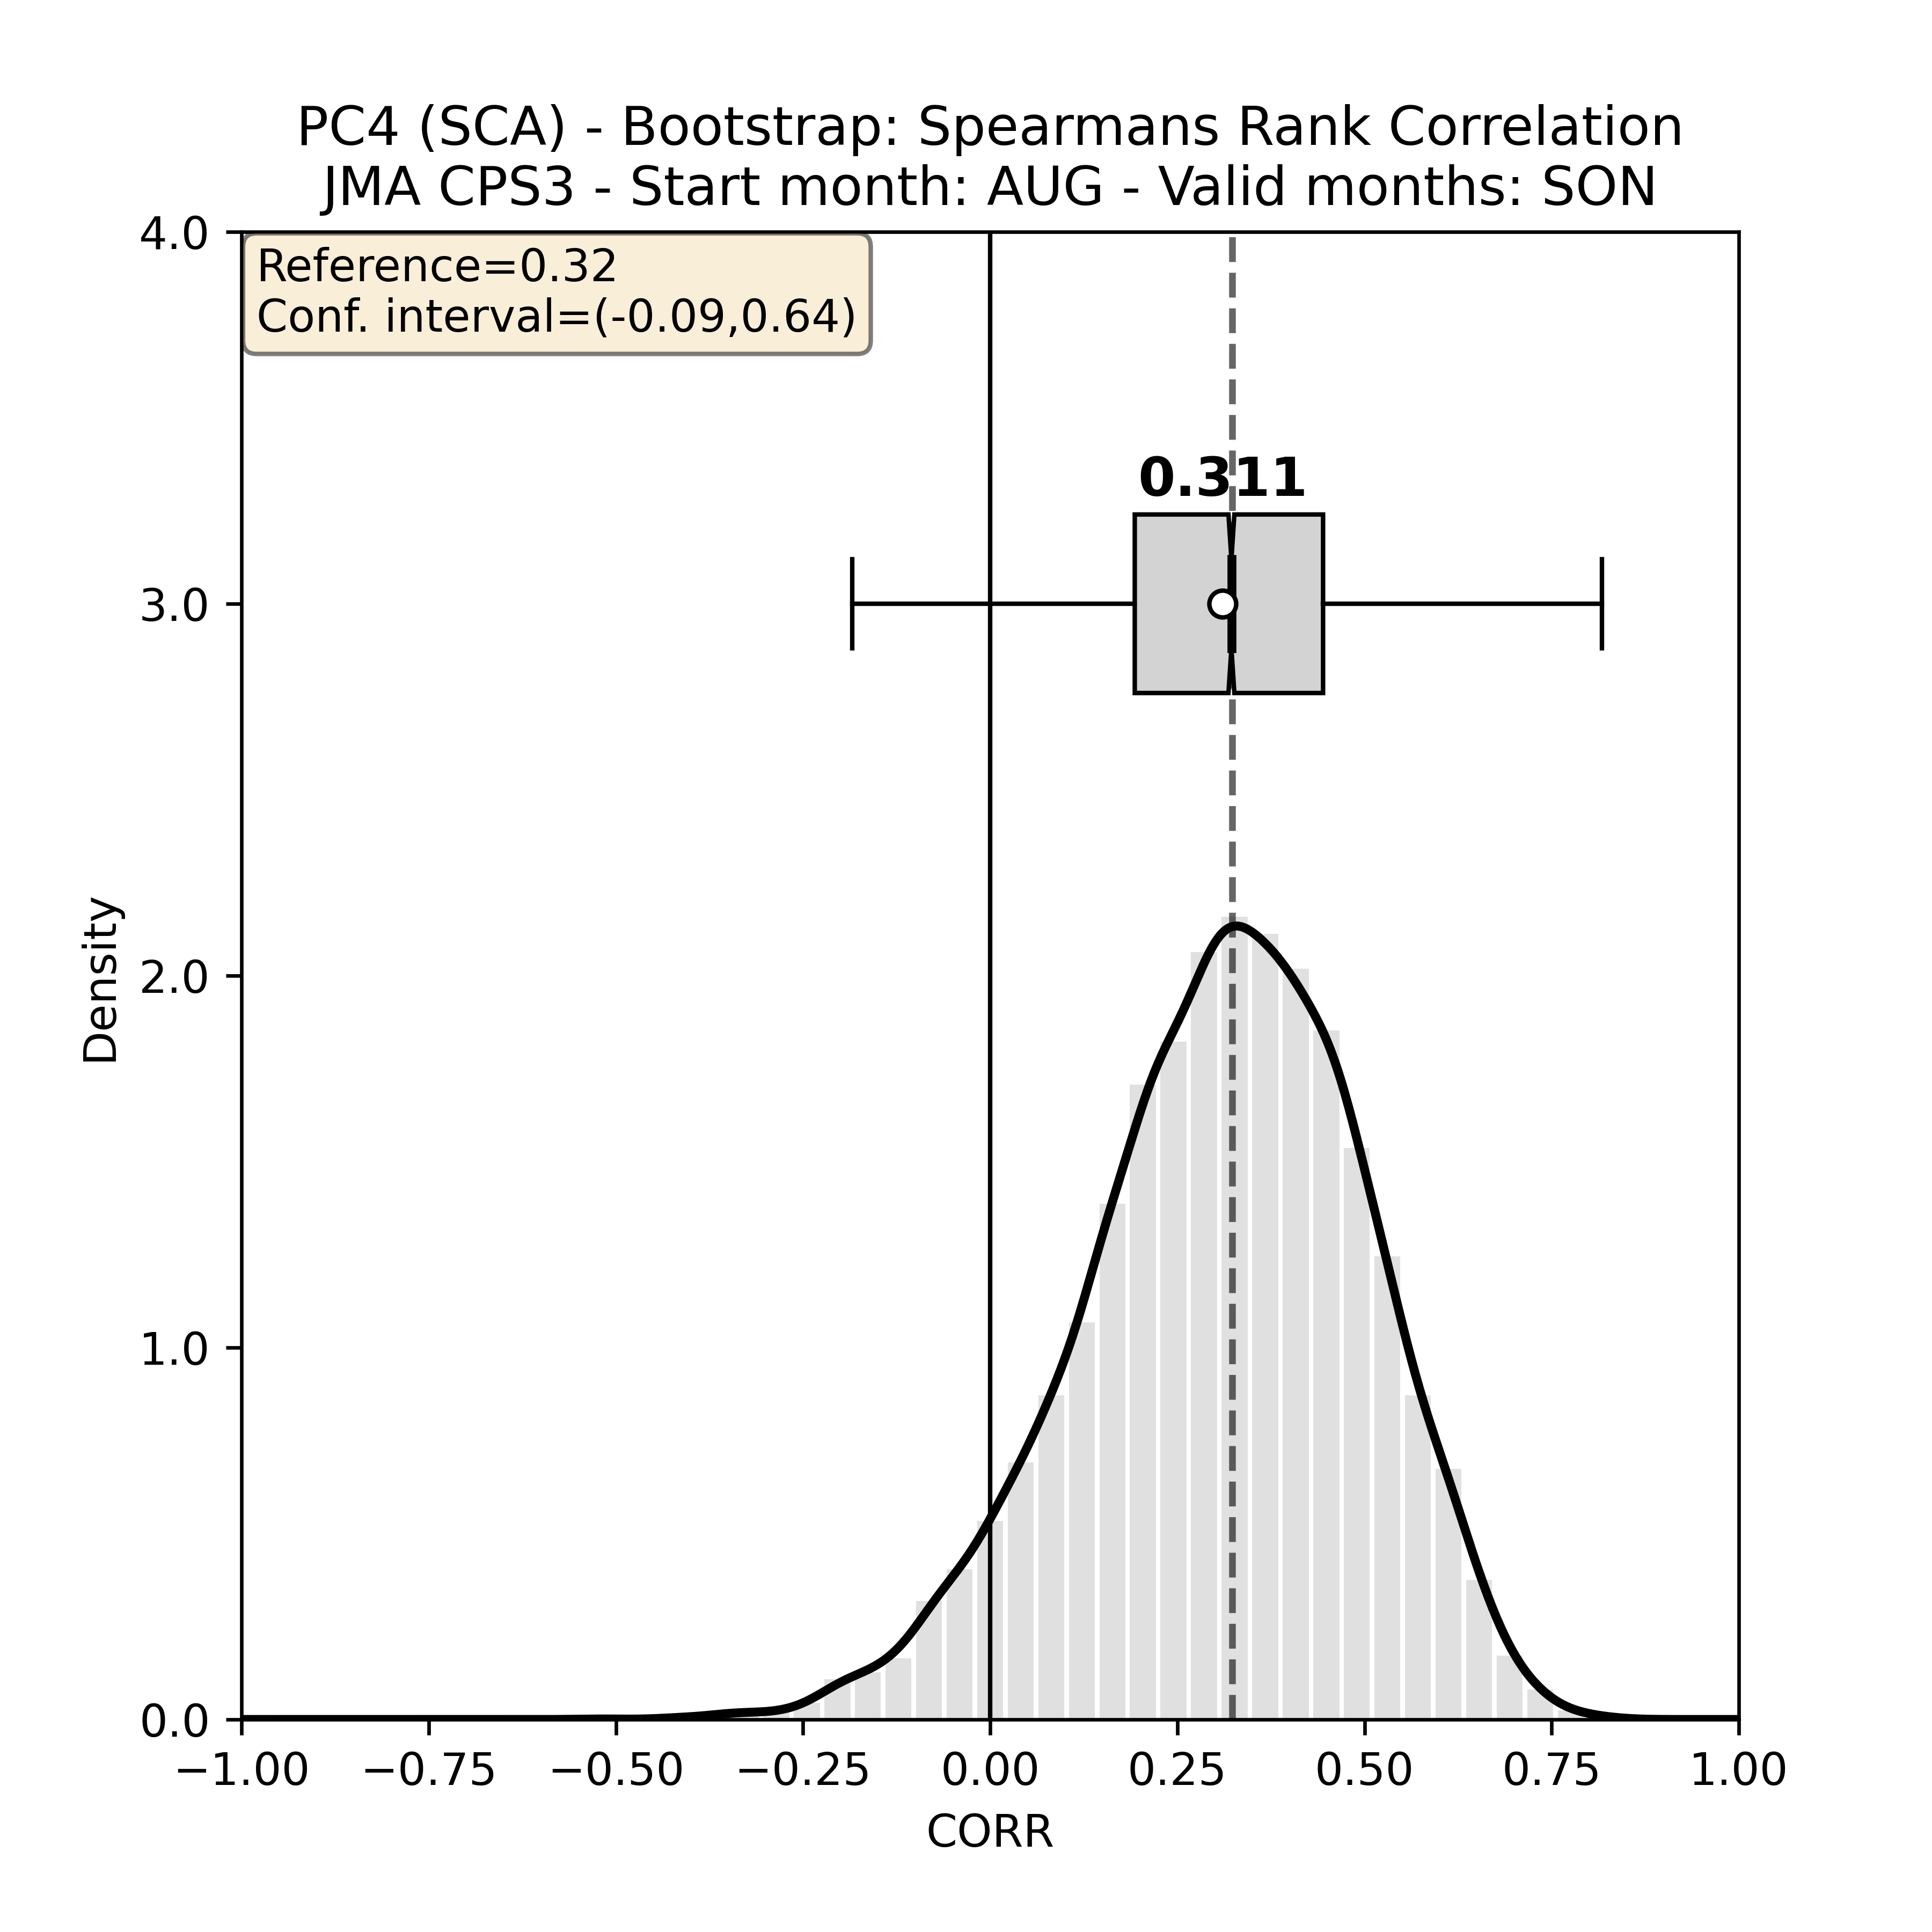 PC4 (SCA) - Bootstrap: Spearmans Rank Correlation
JMA CPS3 - Start month: AUG - Valid months: SON
Reference=0.32
Conf. interval=(-0.09,0.64)
0.311
4.0
3.0
2.0
1.0
0.0
Density
−1.00 −0.75 −0.50 −0.25 0.00 0.25 0.50 0.75 1.00
CORR